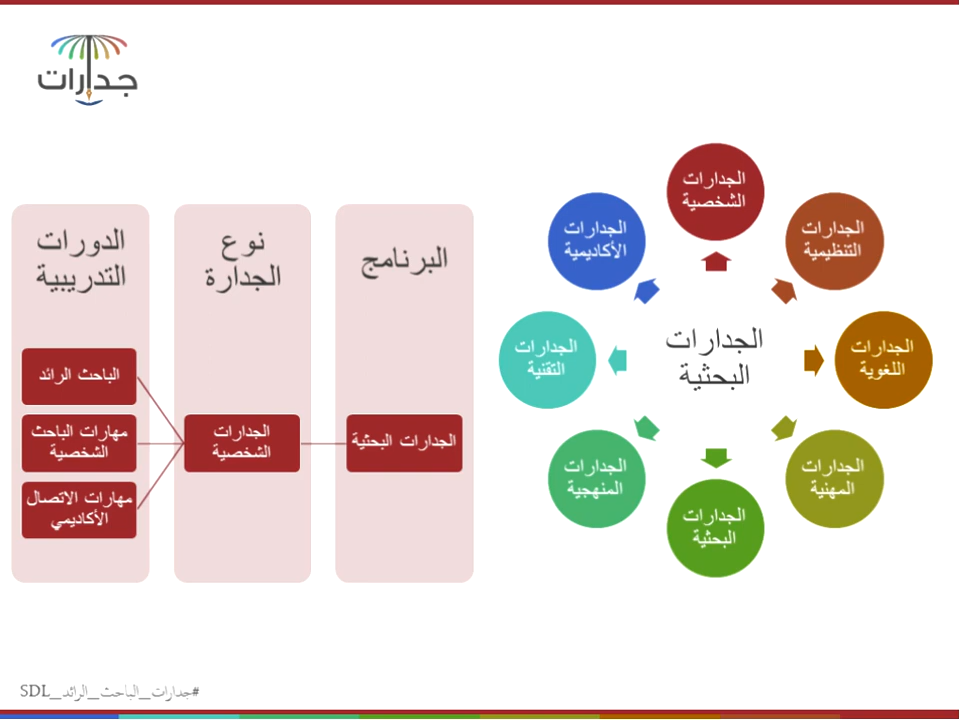 جدارات
الجدارات
الشخصية
الجدارات
التنظيمية
الجدارات
اللغوية
الجدارات
المهنية
الجدارات
البحثية
الجدارات
المنهجية
الجدارات
التقنية
الجدارات
الأكاديمية
الجدارات
البحثية
البرنامج
الجدارات البحثية
نوع
الجدارة
الجدارات
الشخصية
الدورات
التدريبية
الباحث الرائد
مهارات الباحث
الشخصية
مهارات الاتصال
الأكاديمي
#جدارات_الباحث_الرائد_SDL